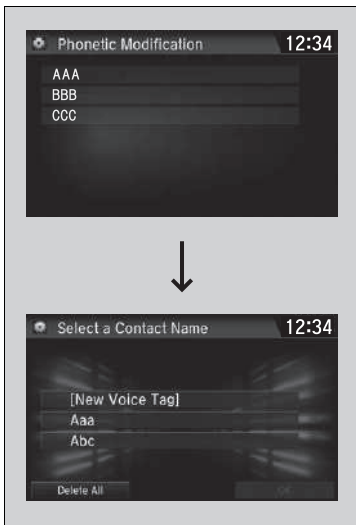 Phonetic Modification 12:34
AAA
BBB
CCC
Select a Contact Name 12:34
[New Voice Tag]
Aaa
Abc
Delete All OK